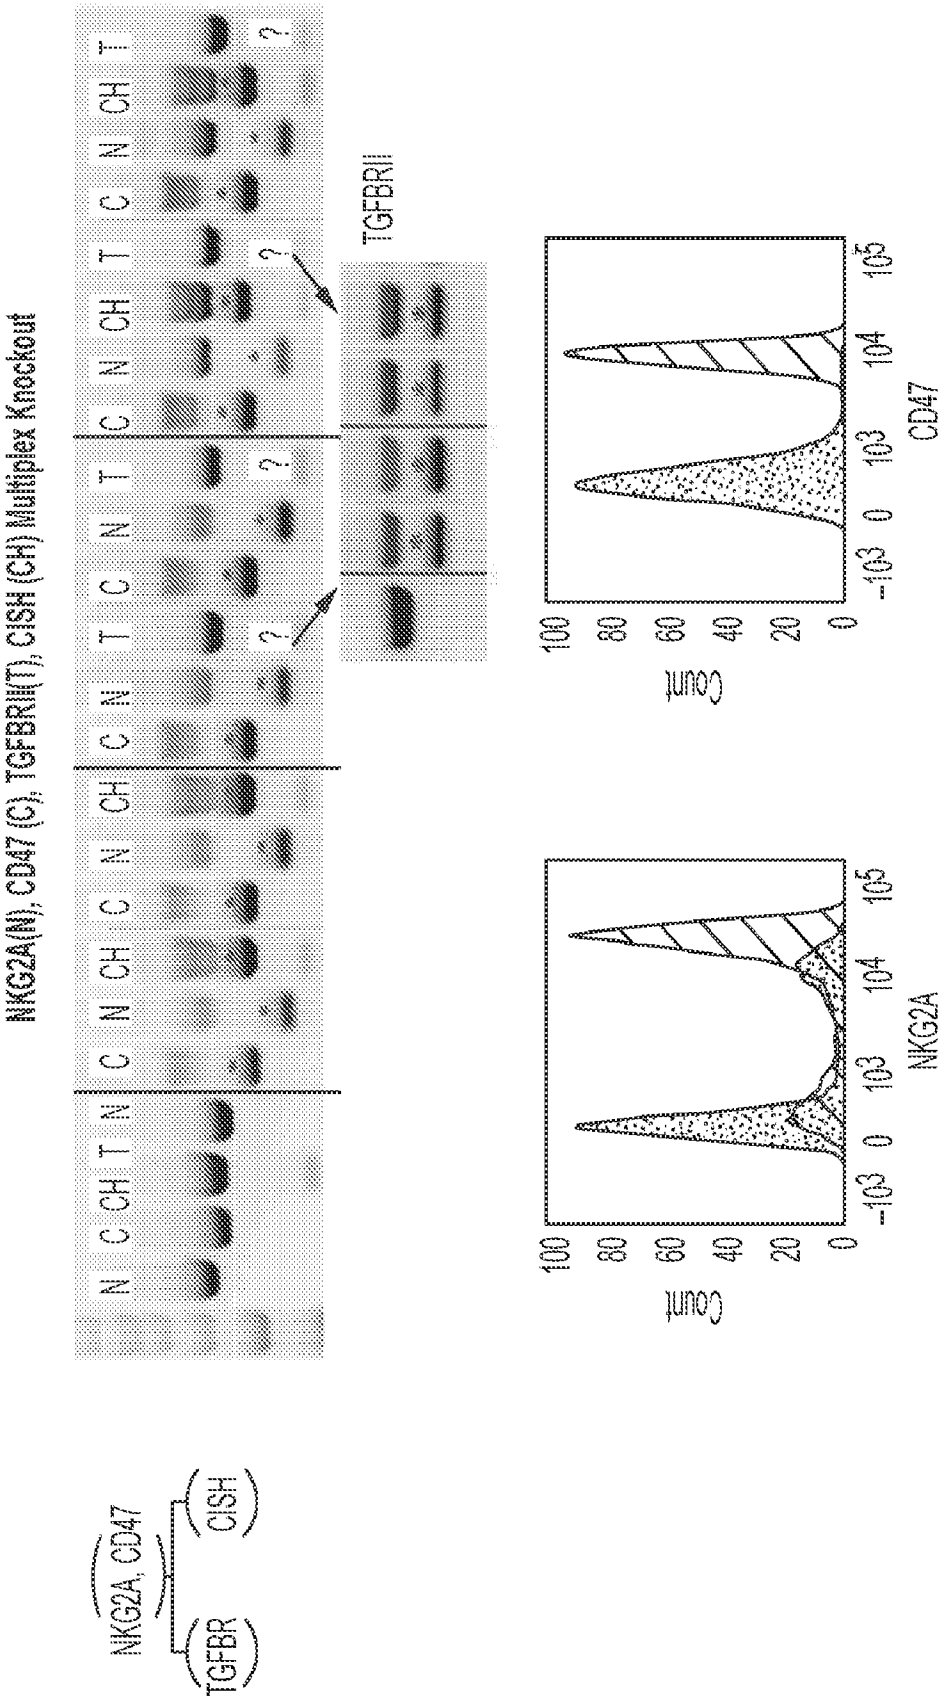 NKG2A(N), CD47 (C), TGFBRII(T), CISH (CH) Multiplex Knockout
(NKG2A, CD47)
(TGFBR) (CISH)
N C CH T N C N CH C N CH C N T C N T C N CH T C N CH T
? ? ? ?
TGFBRII
Count
100
80
60
40
20
0
-10³ 0 10³ 10⁴ 10⁵
NKG2A
Count
100
80
60
40
20
0
-10³ 0 10³ 10⁴ 10⁵
CD47